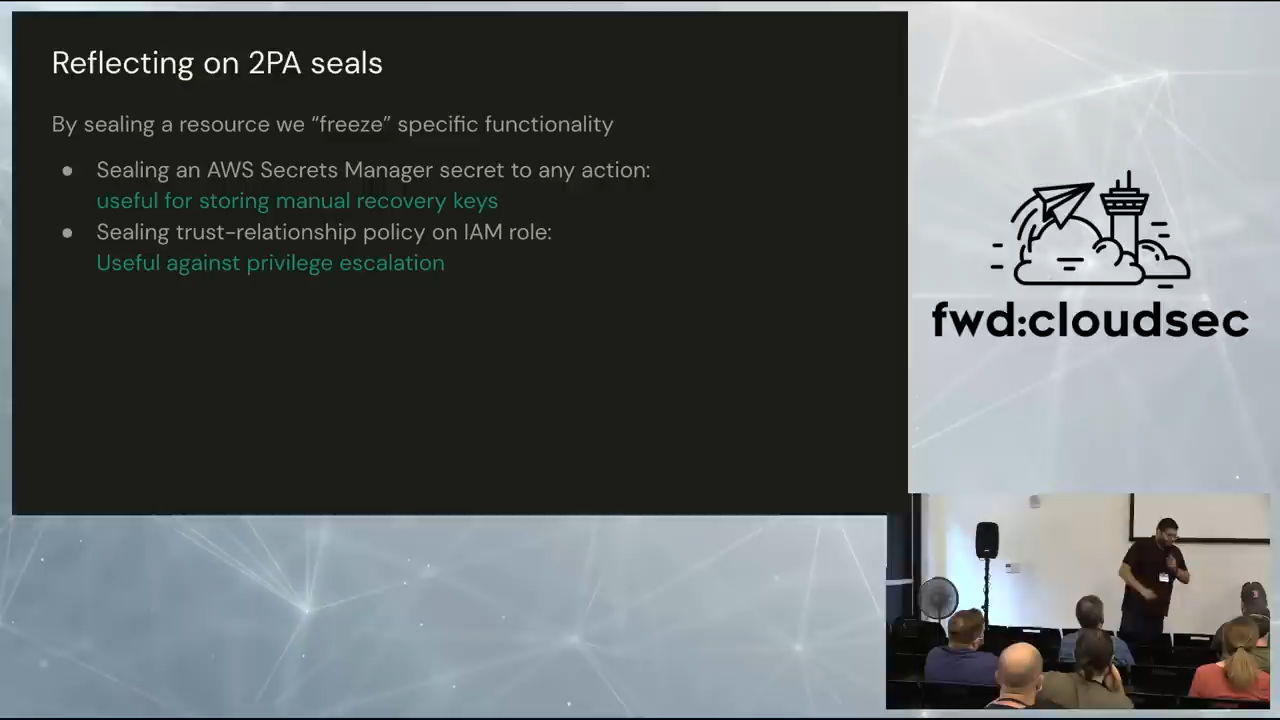 Reflecting on 2PA seals
By sealing a resource we “freeze” specific functionality
● Sealing an AWS Secrets Manager secret to any action:
useful for storing manual recovery keys
● Sealing trust-relationship policy on IAM role:
Useful against privilege escalation
fwd:cloudsec